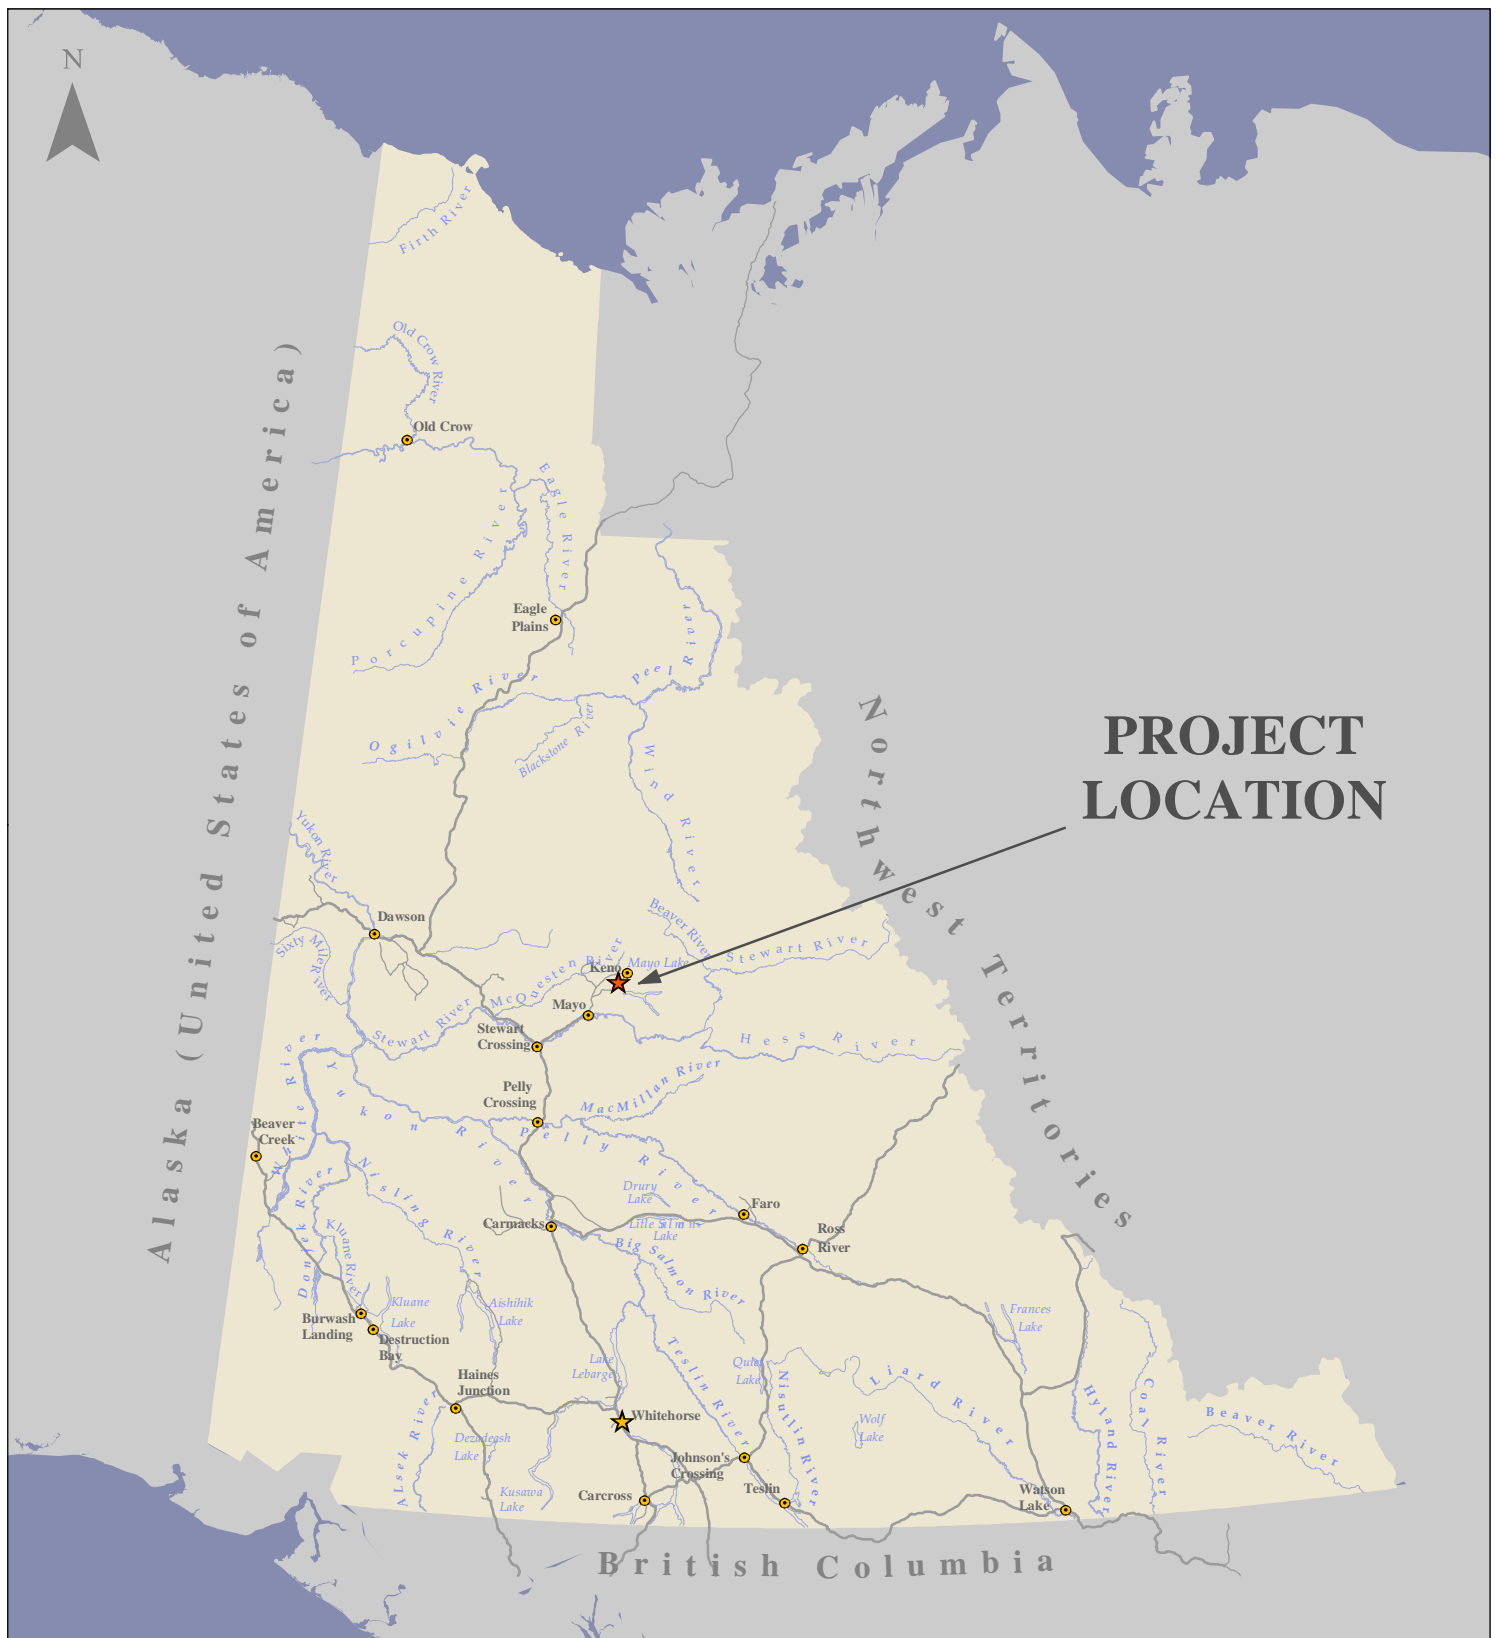 N
Firth River
Old Crow River
Old Crow
Eagle River
Porcupine River
Eagle
Plains
Peel River
Ogilvie River
Blackstone River
Wind River
PROJECT
LOCATION
Northwest Territories
Alaska (United States of America)
Yukon River
Dawson
Sixty Mile River
Beaver River
Stewart River
McQuesten River
Keno
Mayo Lake
Mayo
Stewart River
Stewart
Crossing
Hess River
MacMillan River
Pelly
Crossing
Pelly River
White River
Yukon River
Beaver
Creek
Donjek River
Nisling River
Kluane River
Drury
Lake
Faro
Carmacks
Lake
Ross
River
Big Salmon River
Kluane
Lake
Aishihik
Lake
Burwash
Landing
Destruction
Bay
Frances
Lake
Haines
Junction
Lake
Lebarge
Teslin River
Quiet
Lake
Nisutlin River
Liard River
Hyland River
Coal River
Beaver River
Whitehorse
Wolf
Lake
Alsek River
Dezadeash
Lake
Kusawa
Lake
Johnson's
Crossing
Carcross
Teslin
Watson
Lake
British Columbia